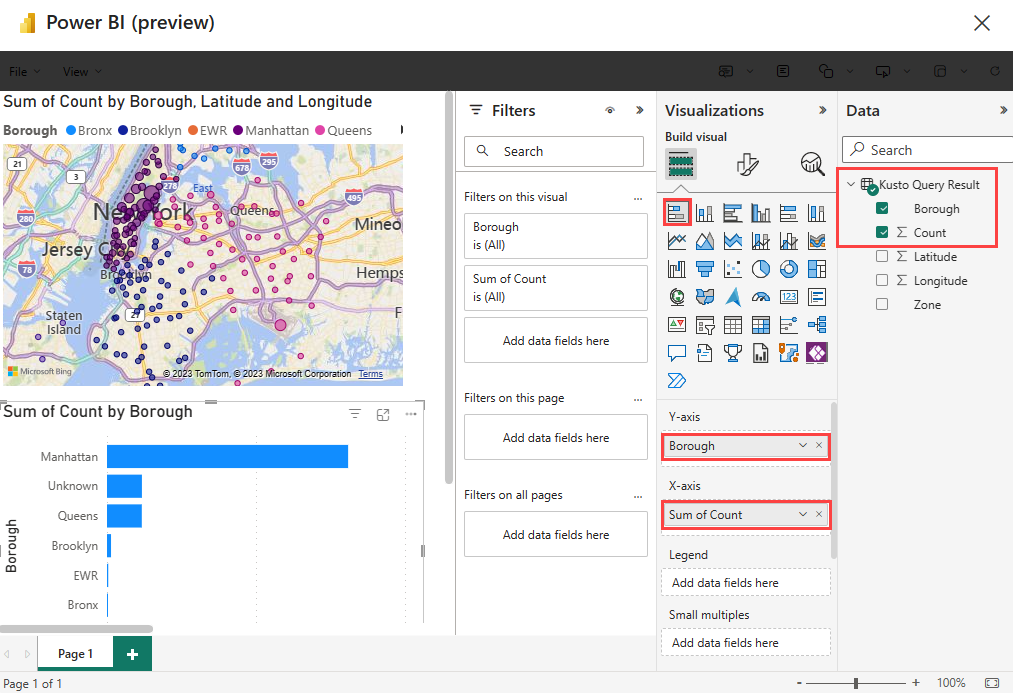 Power BI (preview)
File View
Sum of Count by Borough, Latitude and Longitude
Borough Bronx Brooklyn EWR Manhattan Queens
21
3
678
295
278
East
New York
Queens
495
Mineo
280
Jersey City
78
Brooklyn
Hemps
27
Staten
Island
F
Microsoft Bing
© 2023 TomTom, © 2023 Microsoft Corporation Terms
Sum of Count by Borough
Borough
Manhattan
Unknown
Queens
Brooklyn
EWR
Bronx
Page 1
+
Page 1 of 1
Filters
Search
Filters on this visual
...
Borough
is (All)
Sum of Count
is (All)
Add data fields here
Filters on this page
...
Add data fields here
Filters on all pages
...
Add data fields here
Visualizations
Build visual
123
Y-axis
Borough
X-axis
Sum of Count
Legend
Add data fields here
Small multiples
Add data fields here
Data
Search
Kusto Query Result
Borough
Σ Count
Σ Latitude
Σ Longitude
Zone
- + 100%